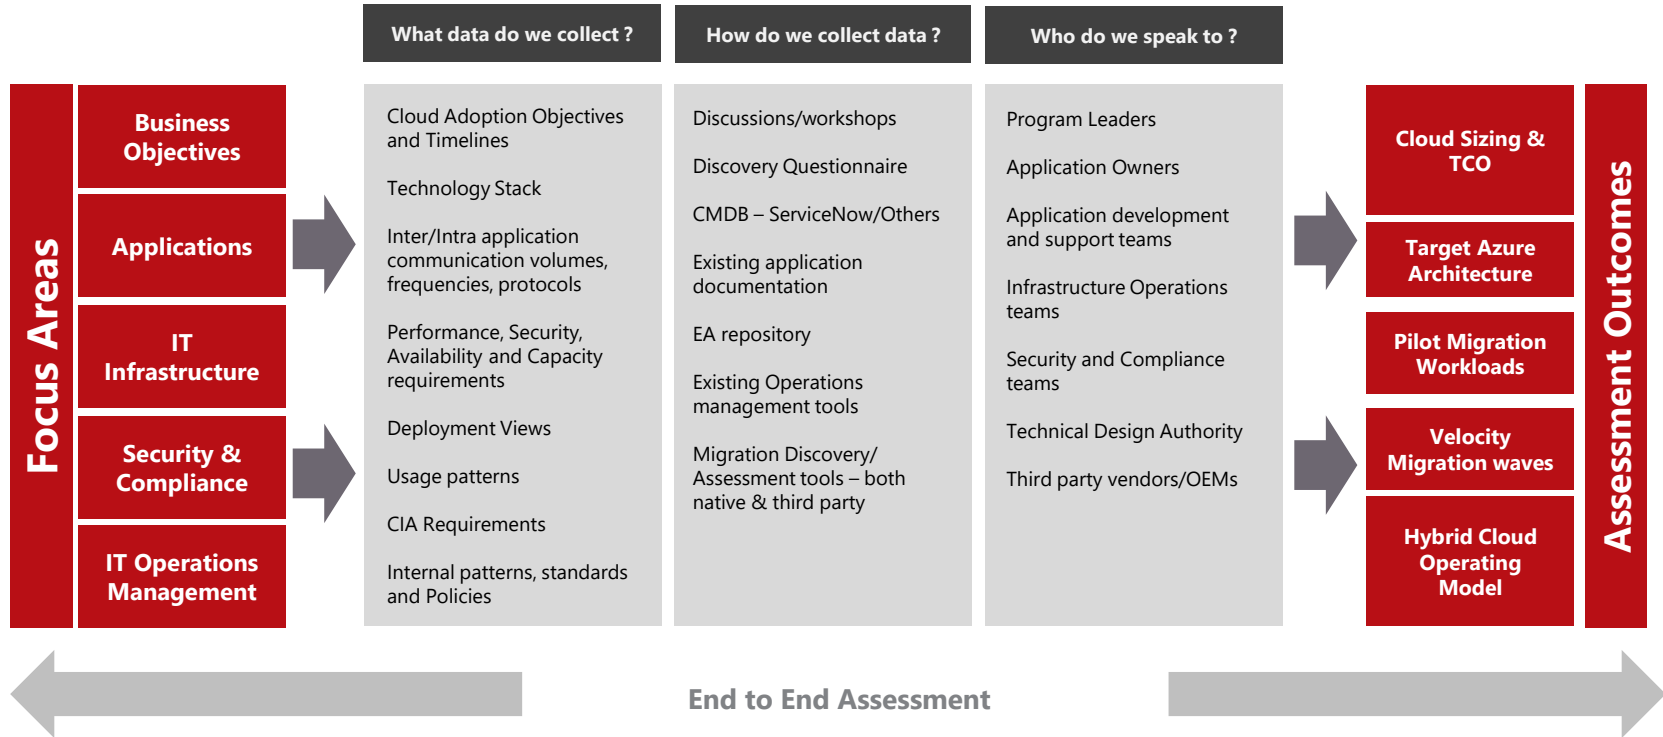 What data do we collect ?
How do we collect data ?
Who do we speak to ?
Focus Areas
Business
Objectives
Applications
IT
Infrastructure
Security &
Compliance
IT Operations
Management
Cloud Adoption Objectives
and Timelines
Technology Stack
Inter/Intra application
communication volumes,
frequencies, protocols
Performance, Security,
Availability and Capacity
requirements
Deployment Views
Usage patterns
CIA Requirements
Internal patterns, standards
and Policies
Discussions/workshops
Discovery Questionnaire
CMDB – ServiceNow/Others
Existing application
documentation
EA repository
Existing Operations
management tools
Migration Discovery/
Assessment tools – both
native & third party
Program Leaders
Application Owners
Application development
and support teams
Infrastructure Operations
teams
Security and Compliance
teams
Technical Design Authority
Third party vendors/OEMs
Cloud Sizing &
TCO
Target Azure
Architecture
Pilot Migration
Workloads
Velocity
Migration waves
Hybrid Cloud
Operating
Model
Assessment Outcomes
End to End Assessment